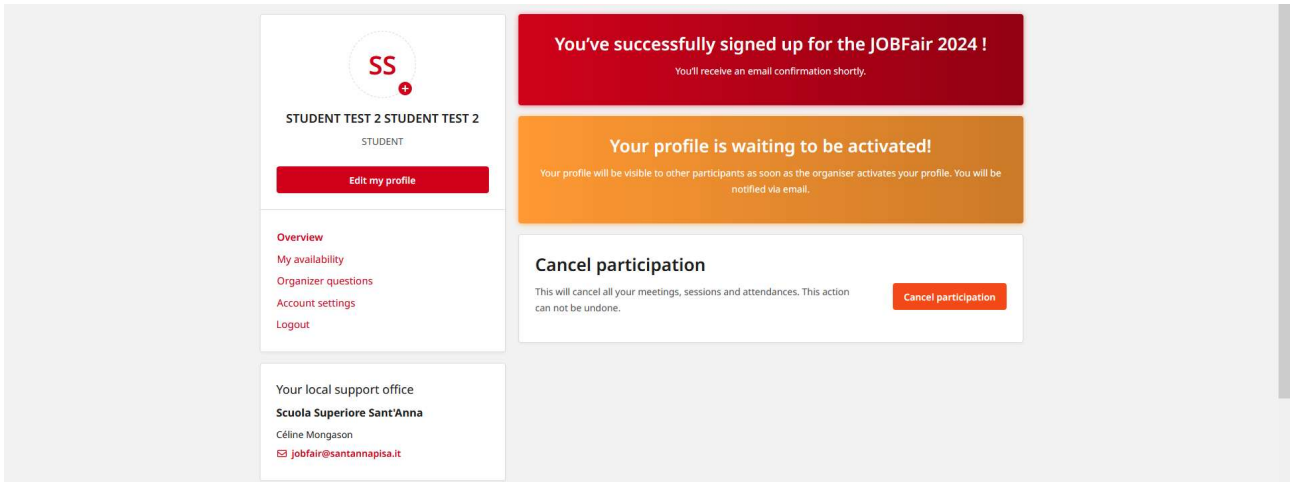 SS
STUDENT TEST 2 STUDENT TEST 2
STUDENT
Edit my profile
Overview
My availability
Organizer questions
Account settings
Logout
Your local support office
Scuola Superiore Sant'Anna
Céline Mongason
jobfair@santannapisa.it
You've successfully signed up for the JOBFair 2024 !
You'll receive an email confirmation shortly.
Your profile is waiting to be activated!
Your profile will be visible to other participants as soon as the organiser activates your profile. You will be
notified via email.
Cancel participation
This will cancel all your meetings, sessions and attendances. This action
can not be undone.
Cancel participation